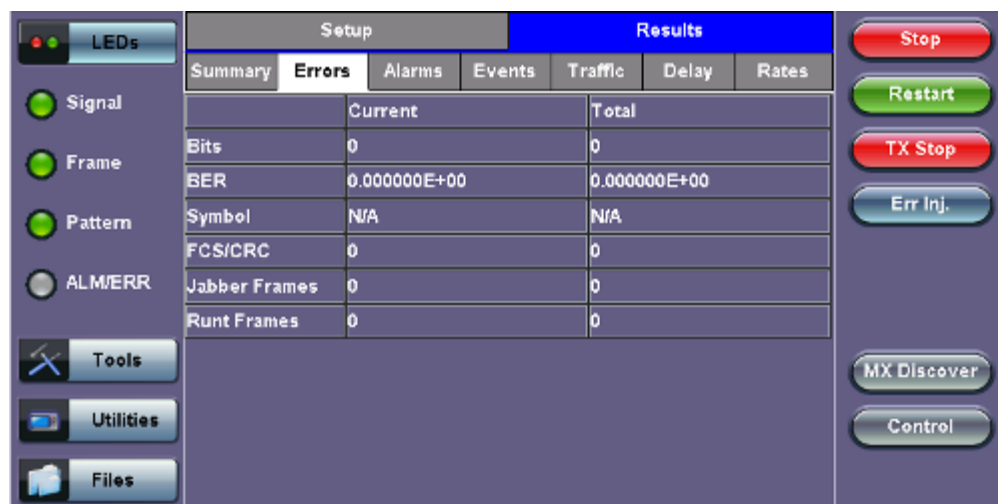 LEDs
Setup Results
Stop
Summary Errors Alarms Events Traffic Delay Rates
Signal
Current Total
Restart
Bits 0 0
TX Stop
Frame
BER 0.000000E+00 0.000000E+00
Symbol N/A N/A
Err Inj.
Pattern
FCS/CRC 0 0
ALM/ERR
Jabber Frames 0 0
Runt Frames 0 0
Tools
MX Discover
Utilities
Control
Files